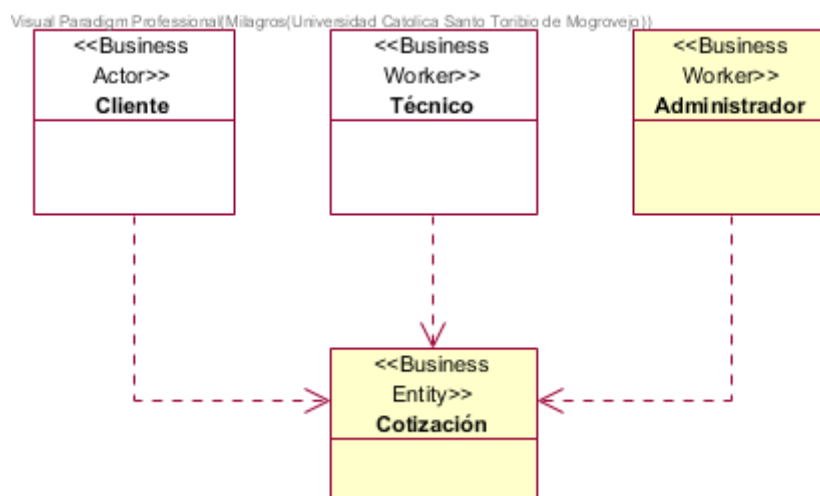 Visual Paradigm Professional(Milagros(Universidad Catolica Santo Toribio de Mogrovejo))
<<Business
Actor>>
Cliente
<<Business
Worker>>
Técnico
<<Business
Worker>>
Administrador
<<Business
Entity>>
Cotización